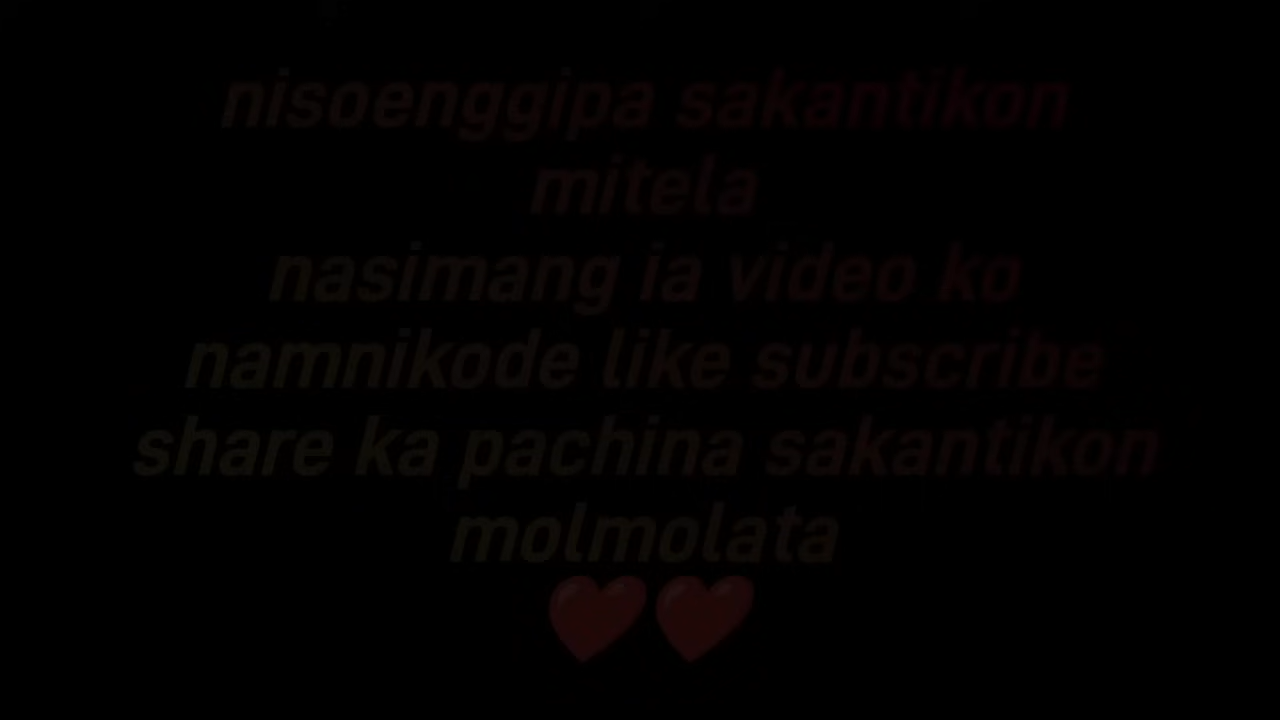 nisoenggipa sakantikon
mitela
nasimang ia video ko
namnikode like subscribe
share ka pachina sakantikon
molmolata
❤️❤️